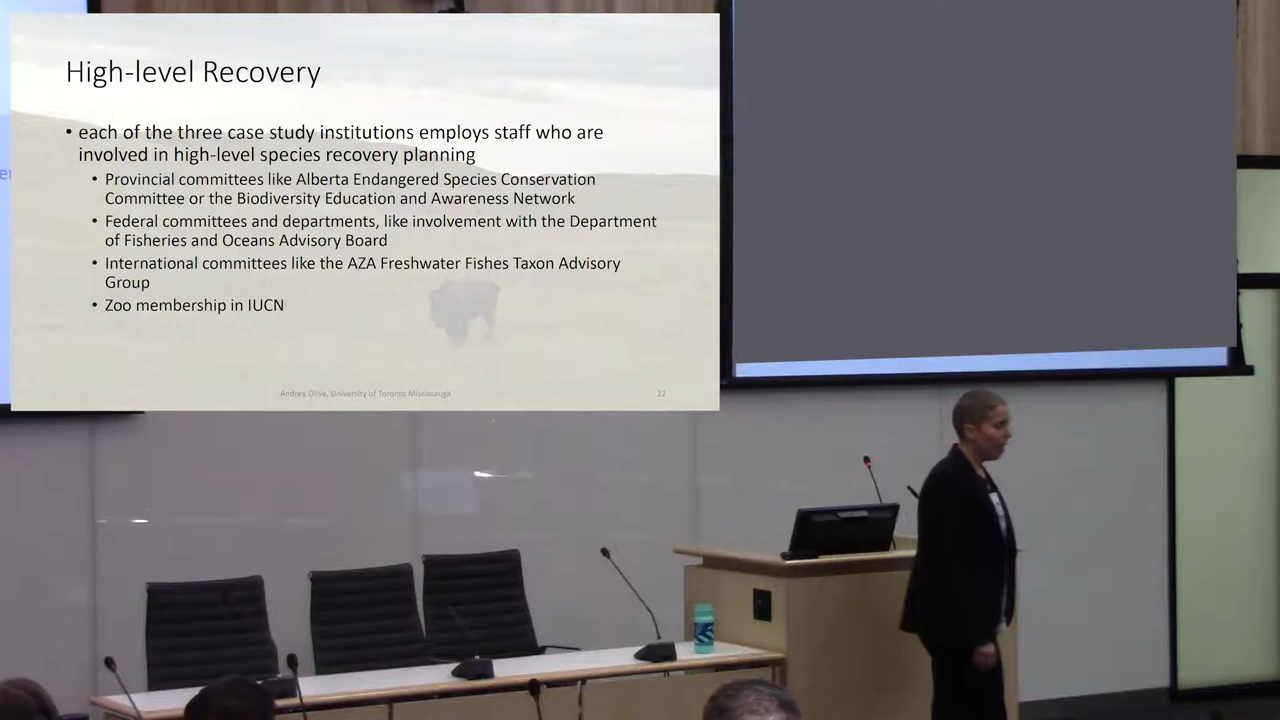 High-level Recovery
• each of the three case study institutions employs staff who are
involved in high-level species recovery planning
• Provincial committees like Alberta Endangered Species Conservation
Committee or the Biodiversity Education and Awareness Network
• Federal committees and departments, like involvement with the Department
of Fisheries and Oceans Advisory Board
• International committees like the AZA Freshwater Fishes Taxon Advisory
Group
• Zoo membership in IUCN
Andrea Olive, University of Toronto Mississauga
22